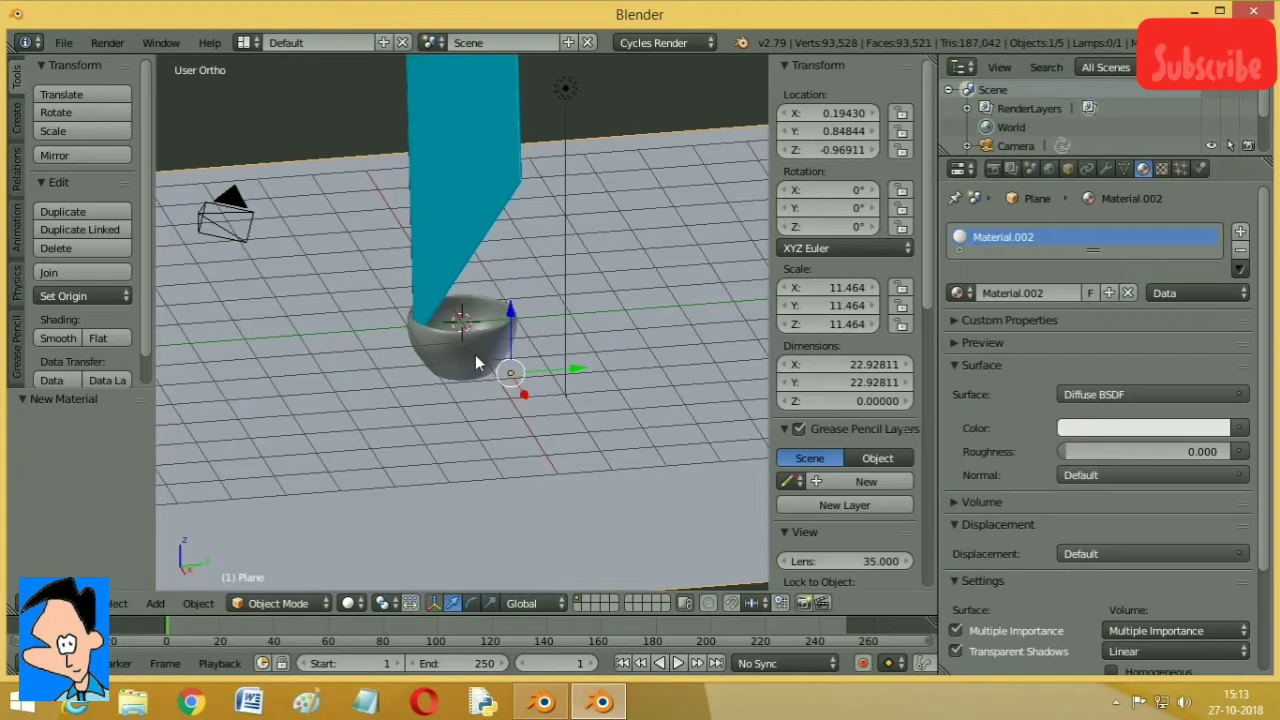 Blender
Subscribe
File Render Window Help Default Scene Cycles Render v2.79 | Verts:93,528 | Faces:93,521 | Tris:187,042 | Objects:1/5 | Lamps:0/1 |
Transform
User Ortho
Transform
View Search All Scenes
Translate
Rotate
Scale
Mirror
Edit
Duplicate
Duplicate Linked
Delete
Join
Set Origin
Shading:
Smooth Flat
Data Transfer:
Data Data La
New Material
Tools
Create
Relations
Animation
Physics
Grease Pencil
z
y
x
(1) Plane
Location:
X: 0.19430
Y: 0.84844
Z: -0.96911
Rotation:
X: 0°
Y: 0°
Z: 0°
XYZ Euler
Scale:
X: 11.464
Y: 11.464
Z: 11.464
Dimensions:
X: 22.92811
Y: 22.92811
Z: 0.00000
Grease Pencil Layers
Scene Object
New
New Layer
View
Lens: 35.000
Lock to Object:
Scene
RenderLayers
World
Camera
Plane Material.002
Material.002
Material.002 F Data
Custom Properties
Preview
Surface
Surface: Diffuse BSDF
Color:
Roughness: 0.000
Normal: Default
Volume
Displacement
Displacement: Default
Settings
Surface: Volume:
Multiple Importance Multiple Importance
Transparent Shadows Linear
Homogeneous
Add Object Object Mode Global
0 20 40 60 80 100 120 140 160 180 200 220 240 260
Frame Playback Start: 1 End: 250 1 No Sync
15:13
27-10-2018